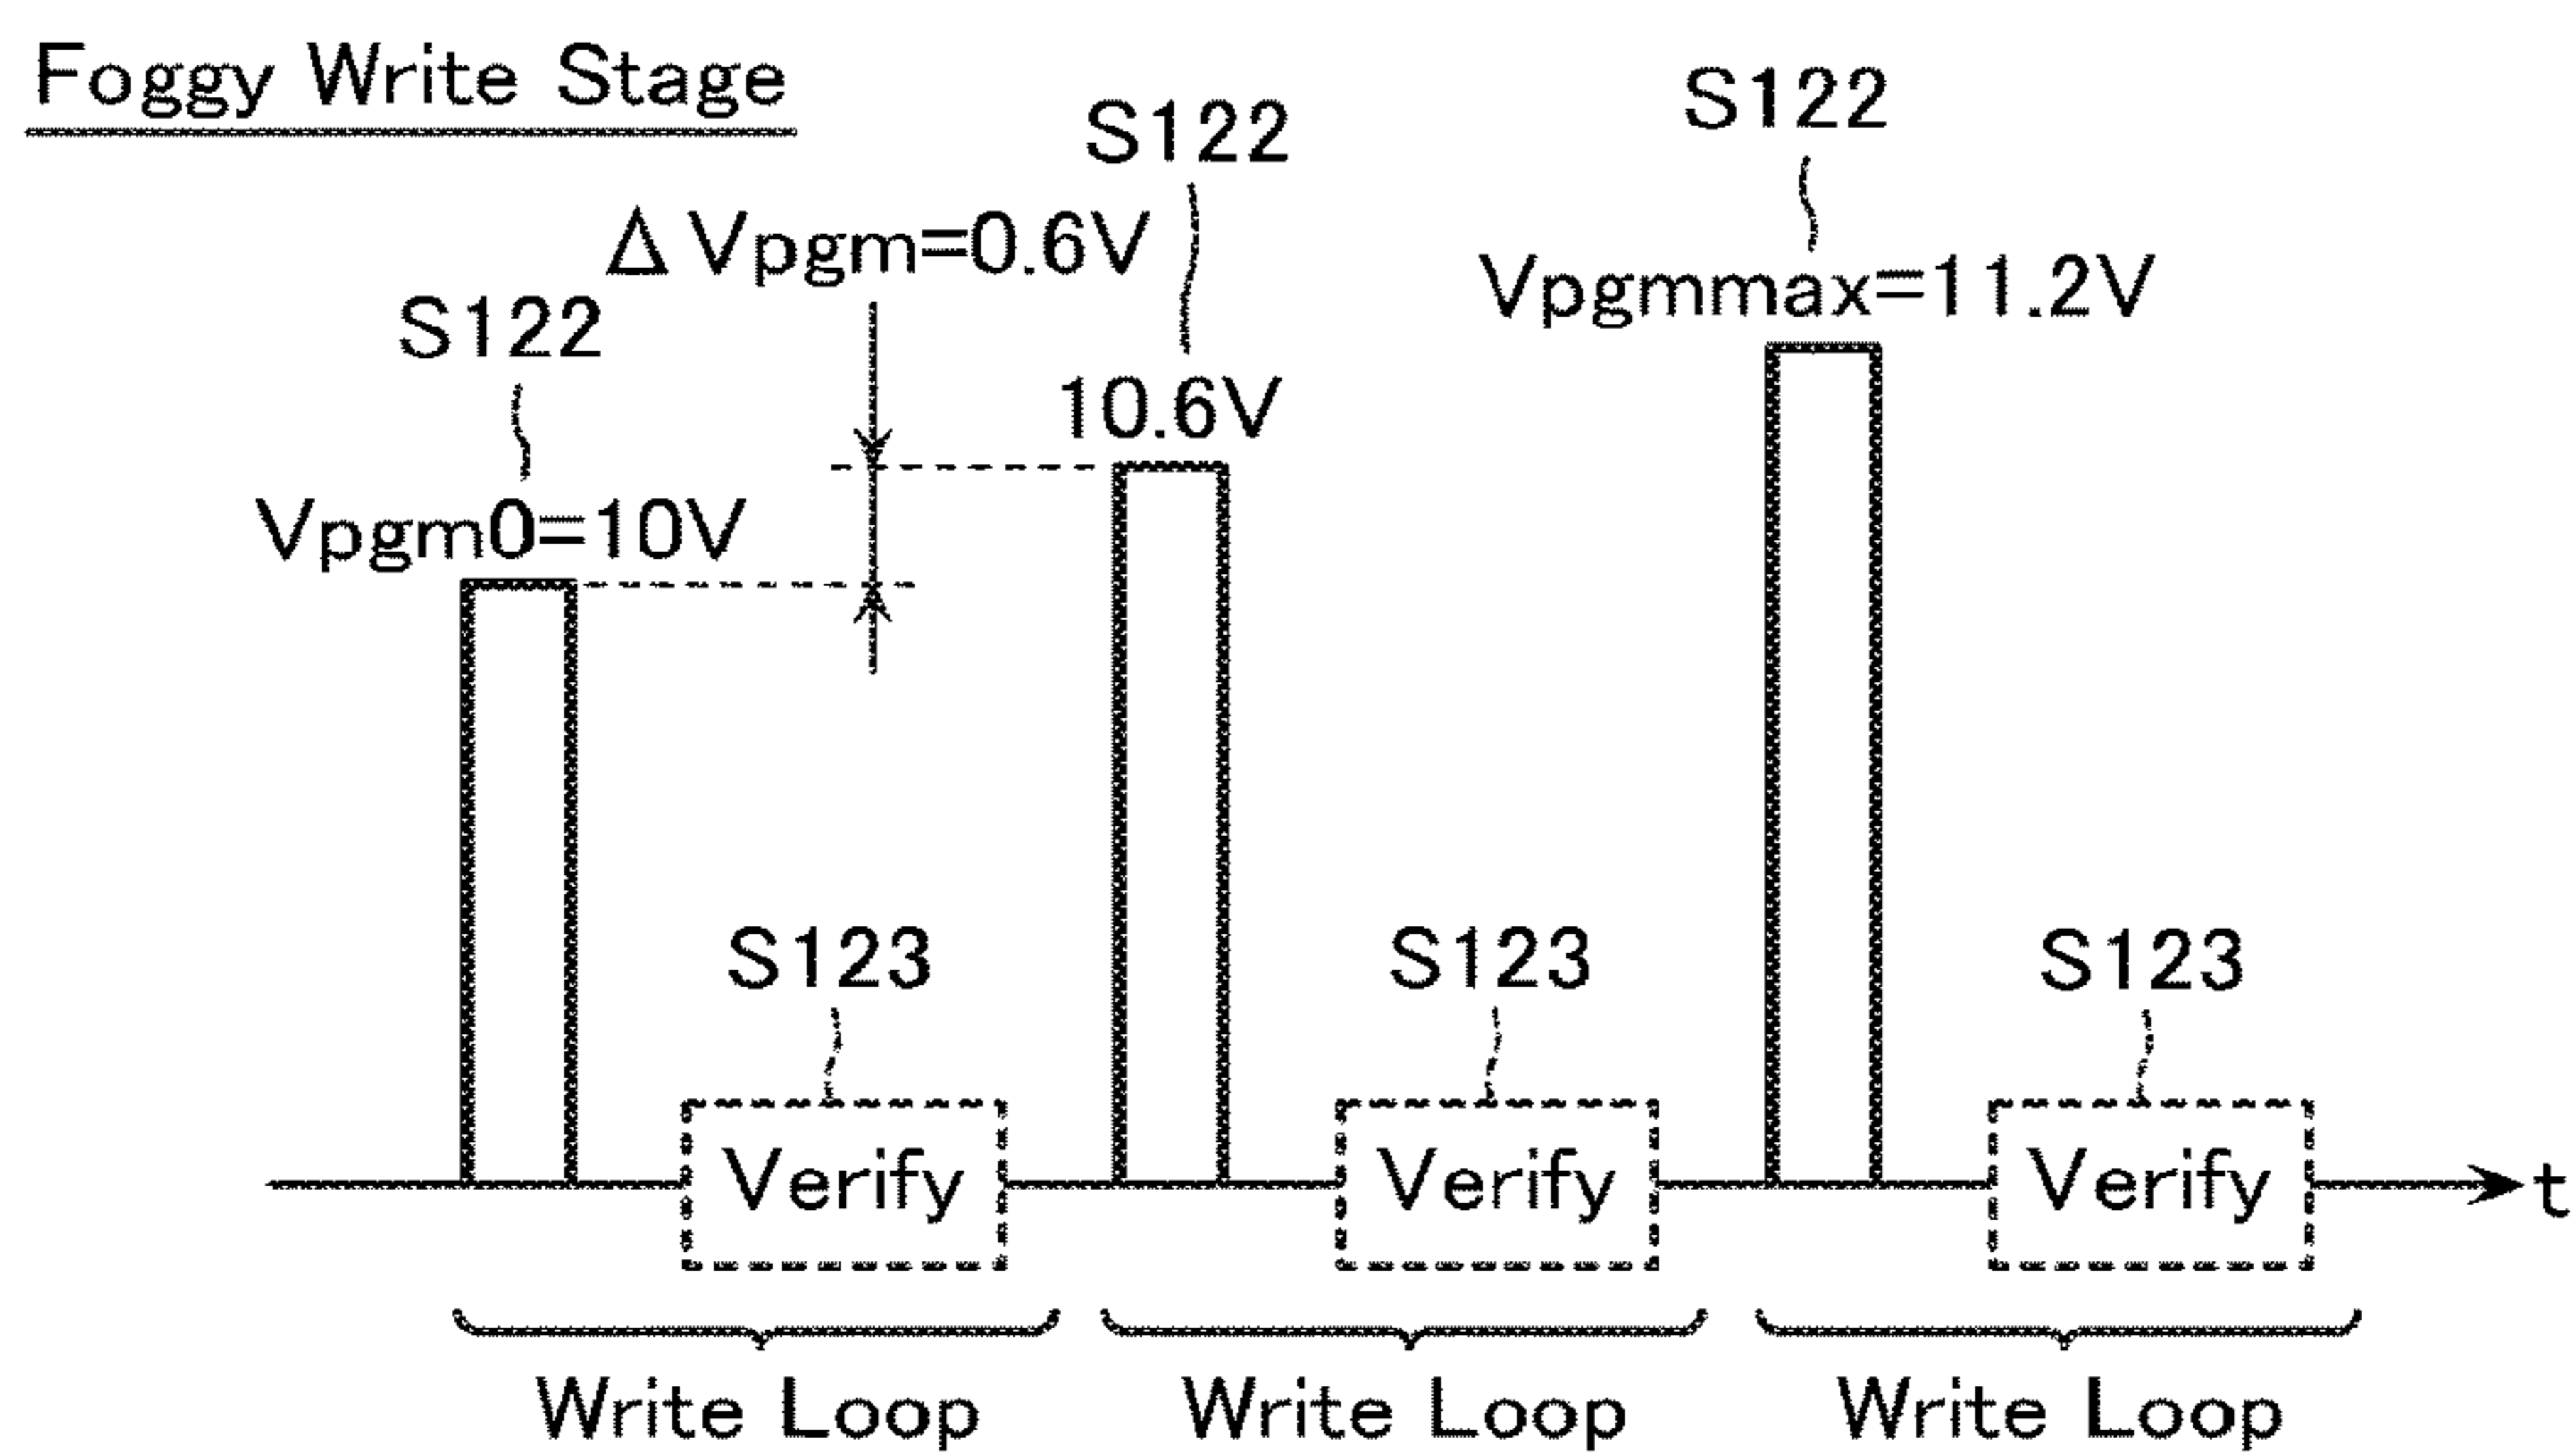 Foggy Write Stage
S122
S122
S122
Δ Vpgm=0.6V
Vpgmmax=11.2V
10.6V
Vpgm0=10V
S123
S123
S123
Verify
Verify
Verify
t
Write Loop
Write Loop
Write Loop